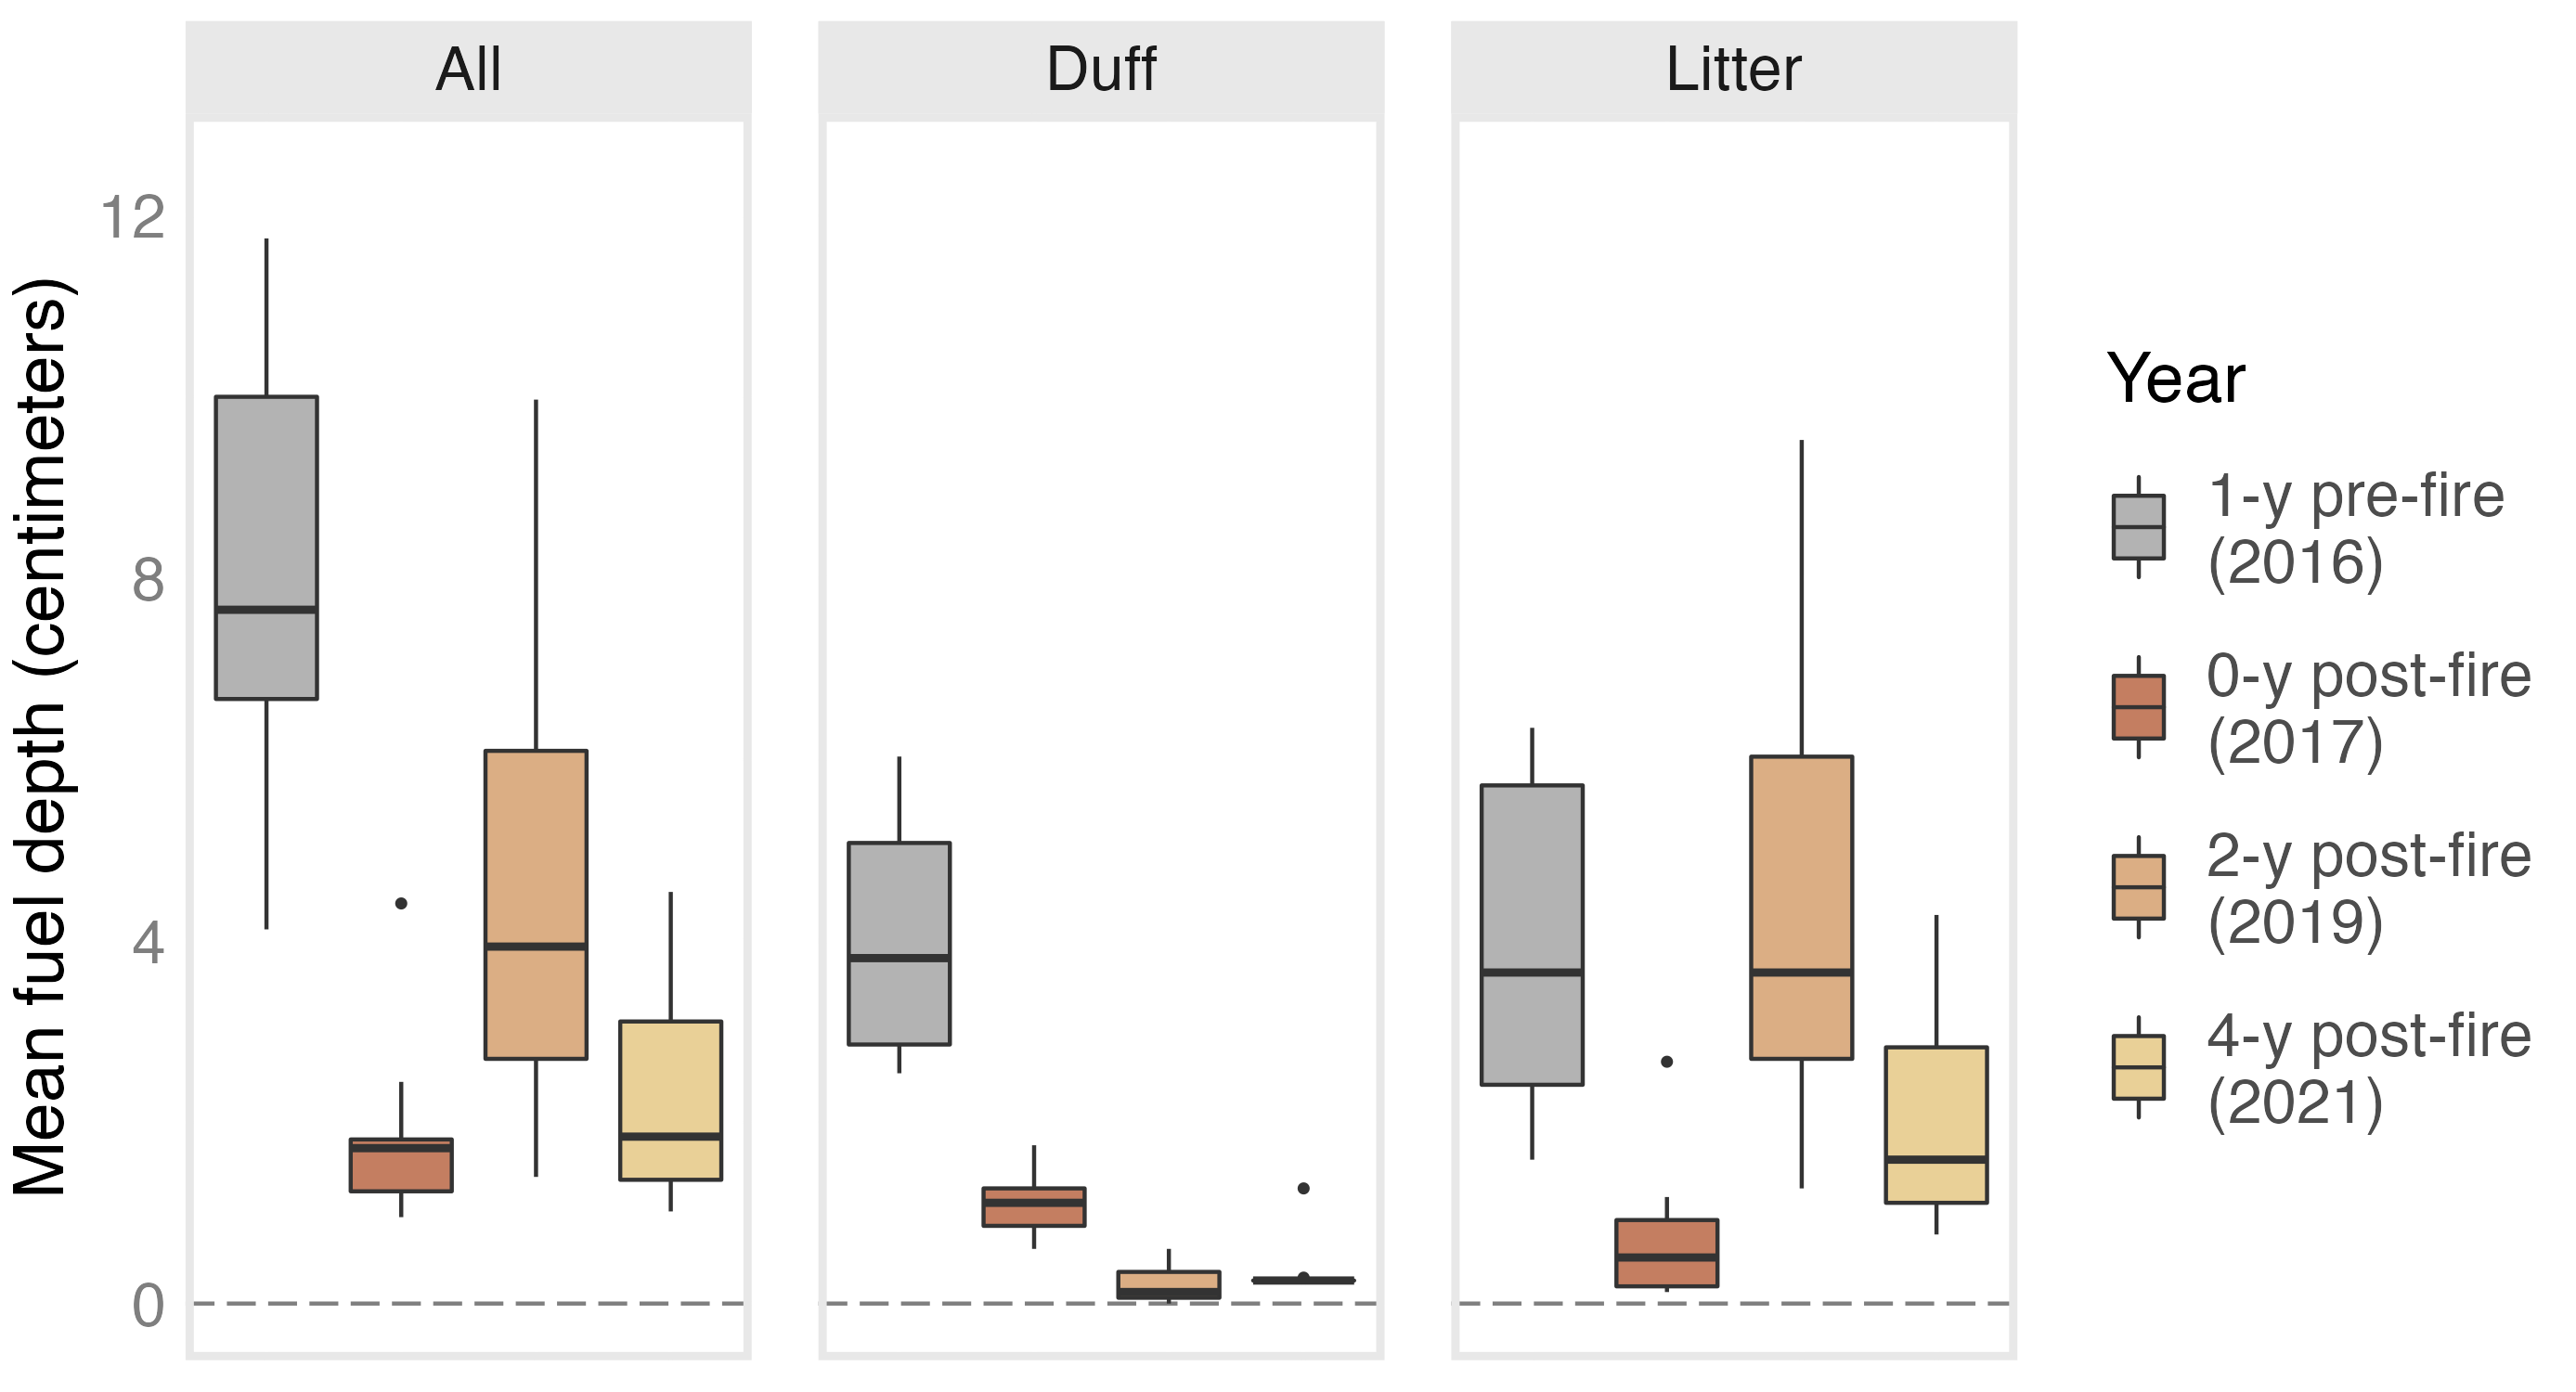 All
Duff
Litter
Mean fuel depth (centimeters)
12
8
4
0
Year
1-y pre-fire
(2016)
0-y post-fire
(2017)
2-y post-fire
(2019)
4-y post-fire
(2021)